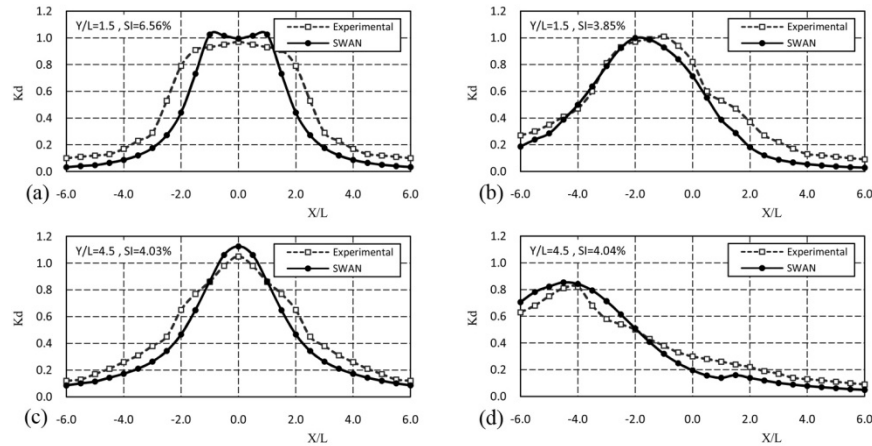 Y/L=1.5 , SI=6.56%
Experimental
SWAN
Kd
1.2
1.0
0.8
0.6
0.4
0.2
0.0
-6.0 -4.0 -2.0 0.0 2.0 4.0 6.0
X/L
(a)
Y/L=1.5 , SI=3.85%
Experimental
SWAN
Kd
1.2
1.0
0.8
0.6
0.4
0.2
0.0
-6.0 -4.0 -2.0 0.0 2.0 4.0 6.0
X/L
(b)
Y/L=4.5 , SI=4.03%
Experimental
SWAN
Kd
1.2
1.0
0.8
0.6
0.4
0.2
0.0
-6.0 -4.0 -2.0 0.0 2.0 4.0 6.0
X/L
(c)
Y/L=4.5 , SI=4.04%
Experimental
SWAN
Kd
1.2
1.0
0.8
0.6
0.4
0.2
0.0
-6.0 -4.0 -2.0 0.0 2.0 4.0 6.0
X/L
(d)